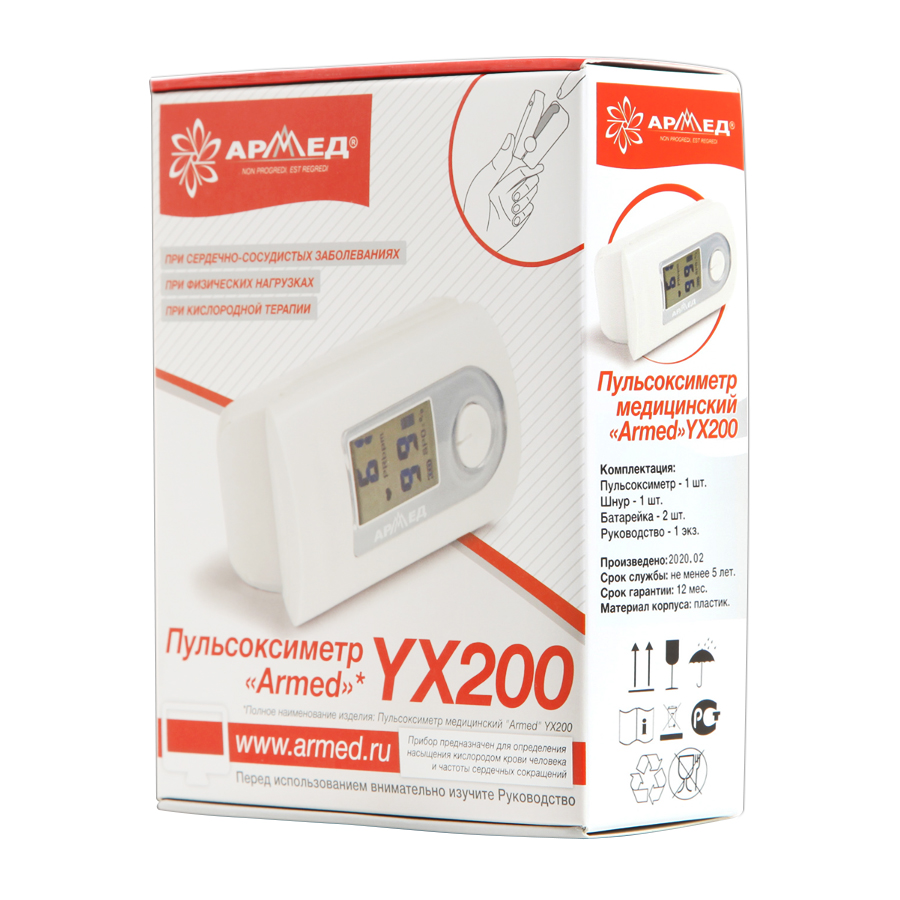 АРМЕД®
NON PROGREDI, EST REGREDI
ПРИ СЕРДЕЧНО-СОСУДИСТЫХ ЗАБОЛЕВАНИЯХ
ПРИ ФИЗИЧЕСКИХ НАГРУЗКАХ
ПРИ КИСЛОРОДНОЙ ТЕРАПИИ
АРМЕД
Пульсоксиметр
«Armed»*
YX200
*Полное наименование изделия: Пульсоксиметр медицинский "Armed" YX200
www.armed.ru
Прибор предназначен для определения
насыщения кислородом крови человека
и частоты сердечных сокращений
Перед использованием внимательно изучите Руководство
АРМЕД®
NON PROGREDI, EST REGREDI
АРМЕД
Пульсоксиметр
медицинский
«Armed»YX200
Комплектация:
Пульсоксиметр - 1 шт.
Шнур - 1 шт.
Батарейка - 2 шт.
Руководство - 1 экз.
Произведено:2020.02
Срок службы: не менее 5 лет.
Срок гарантии: 12 мес.
Материал корпуса: пластик.